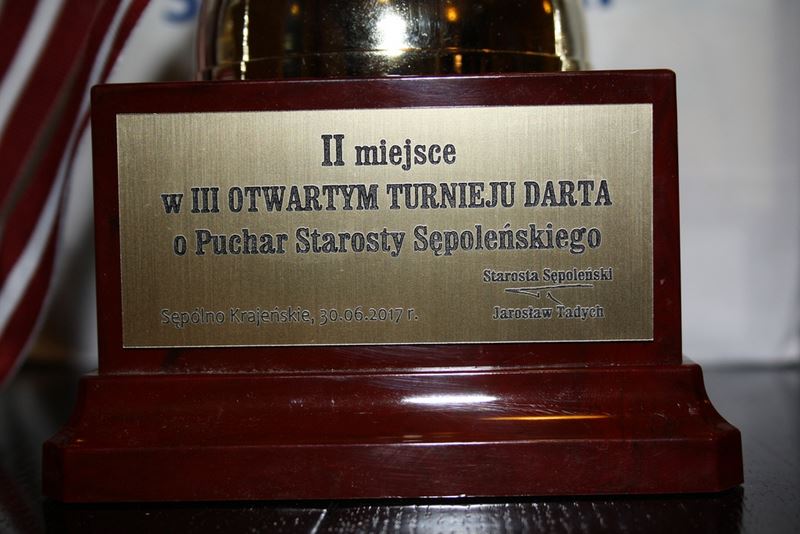 II miejsce
w III OTWARTYM TURNIEJU DARTA
o Puchar Starosty Sępoleńskiego
Starosta Sępoleński
Jarosław Tadych
Sępólno Krajeńskie, 30.06.2017 r.